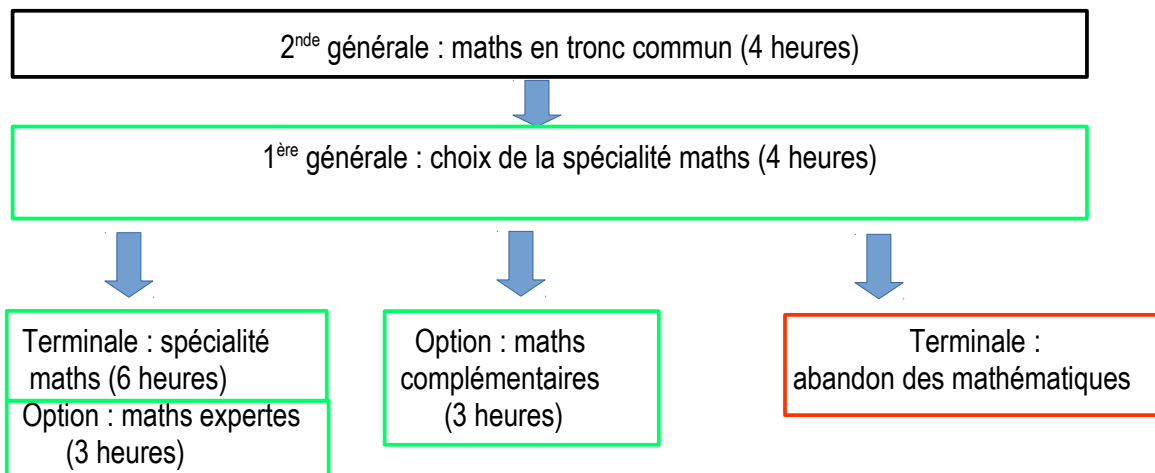 2nde générale : maths en tronc commun (4 heures)
1ère générale : choix de la spécialité maths (4 heures)
Terminale : spécialité
maths (6 heures)
Option : maths expertes
(3 heures)
Option : maths
complémentaires
(3 heures)
Terminale :
abandon des mathématiques